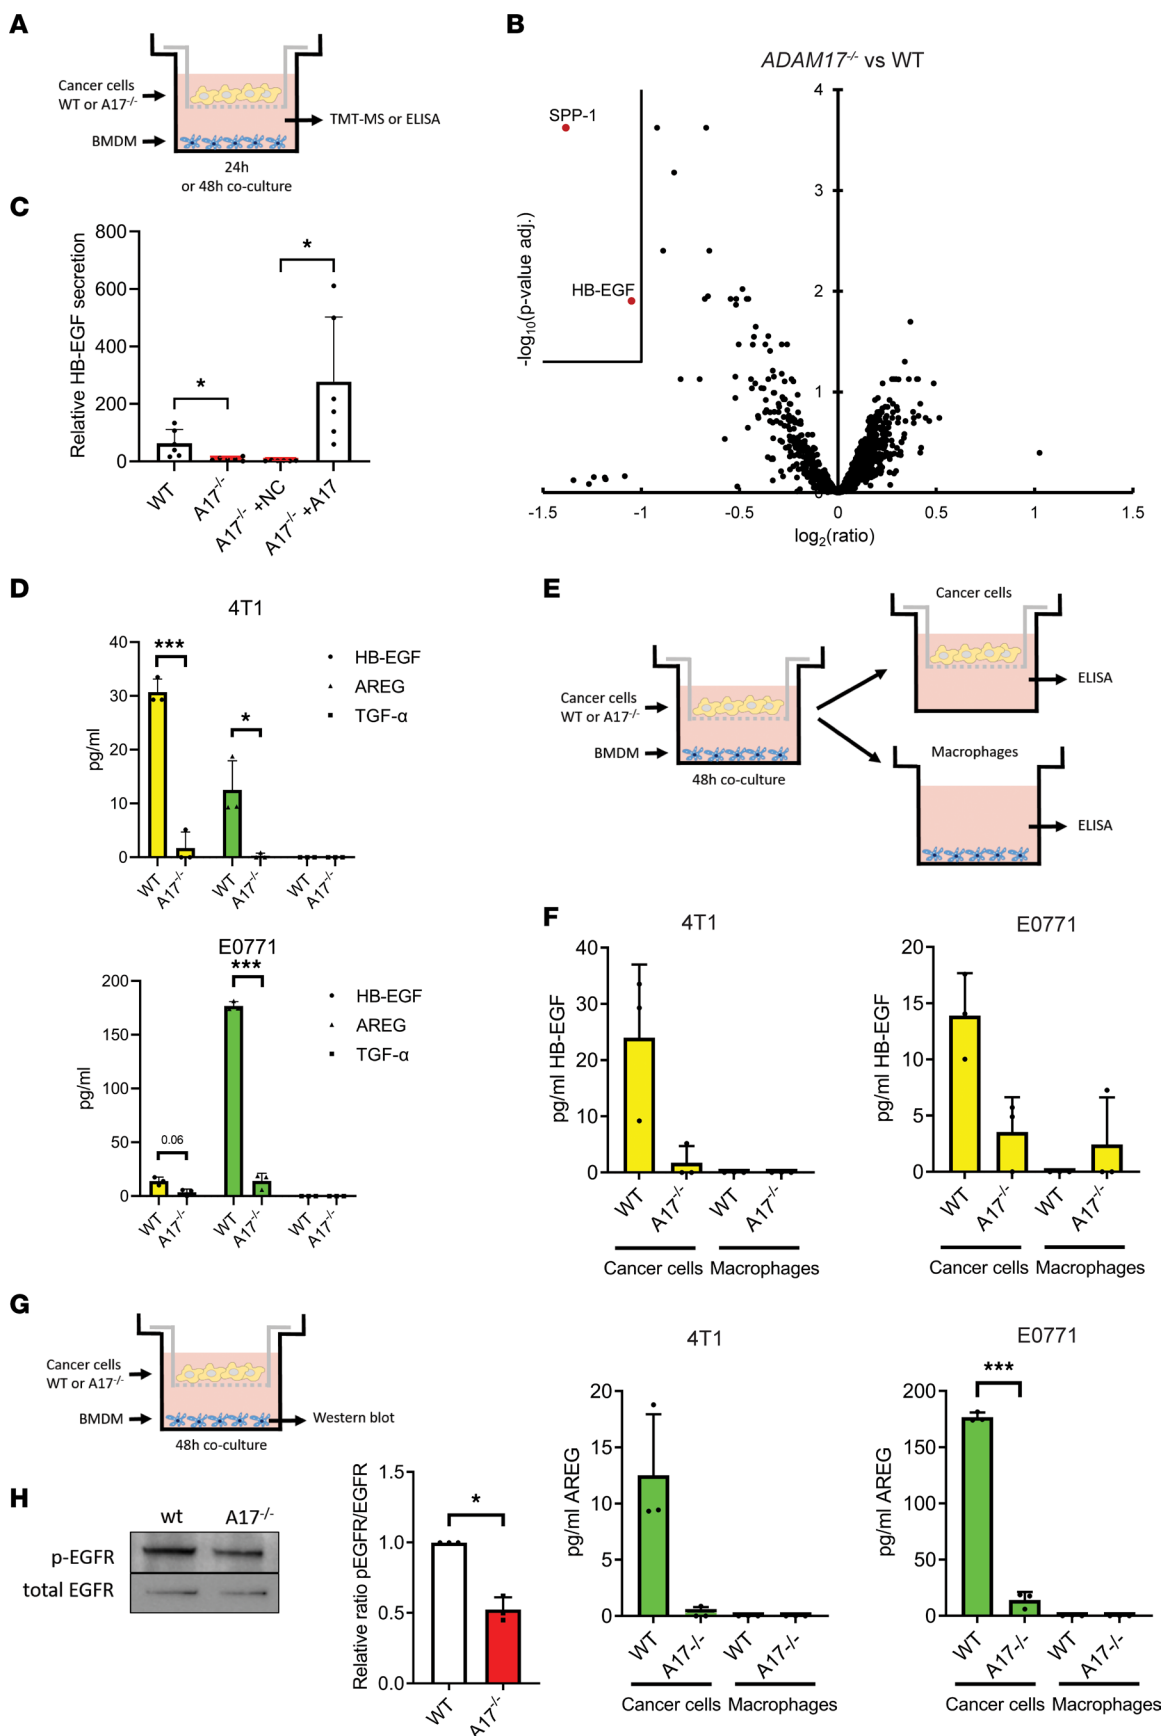 A
Cancer cells
WT or A17-/-
BMDM
TMT-MS or ELISA
24h
or 48h co-culture
B
ADAM17-/- vs WT
SPP-1
HB-EGF
-log10(p-value adj.)
4
3
2
1
0
-1.5
-1
-0.5
0
0.5
1
1.5
log2(ratio)
C
Relative HB-EGF secretion
800
600
400
200
0
*
*
WT
A17-/-
A17-/- +NC
A17-/- +A17
D
4T1
pg/ml
40
30
20
10
0
***
*
HB-EGF
AREG
TGF-α
WT
A17-/-
WT
A17-/-
WT
A17-/-
E0771
pg/ml
200
150
100
50
0
0.06
***
HB-EGF
AREG
TGF-α
WT
A17-/-
WT
A17-/-
WT
A17-/-
E
Cancer cells
WT or A17-/-
BMDM
48h co-culture
Cancer cells
ELISA
Macrophages
ELISA
F
4T1
pg/ml HB-EGF
40
30
20
10
0
WT
A17-/-
WT
A17-/-
Cancer cells
Macrophages
E0771
pg/ml HB-EGF
20
15
10
5
0
WT
A17-/-
WT
A17-/-
Cancer cells
Macrophages
4T1
pg/ml AREG
20
15
10
5
0
WT
A17-/-
WT
A17-/-
Cancer cells
Macrophages
E0771
pg/ml AREG
200
150
100
50
0
***
WT
A17-/-
WT
A17-/-
Cancer cells
Macrophages
G
Cancer cells
WT or A17-/-
BMDM
Western blot
48h co-culture
H
wt
A17-/-
p-EGFR
total EGFR
Relative ratio pEGFR/EGFR
1.5
1.0
0.5
0.0
*
WT
A17-/-